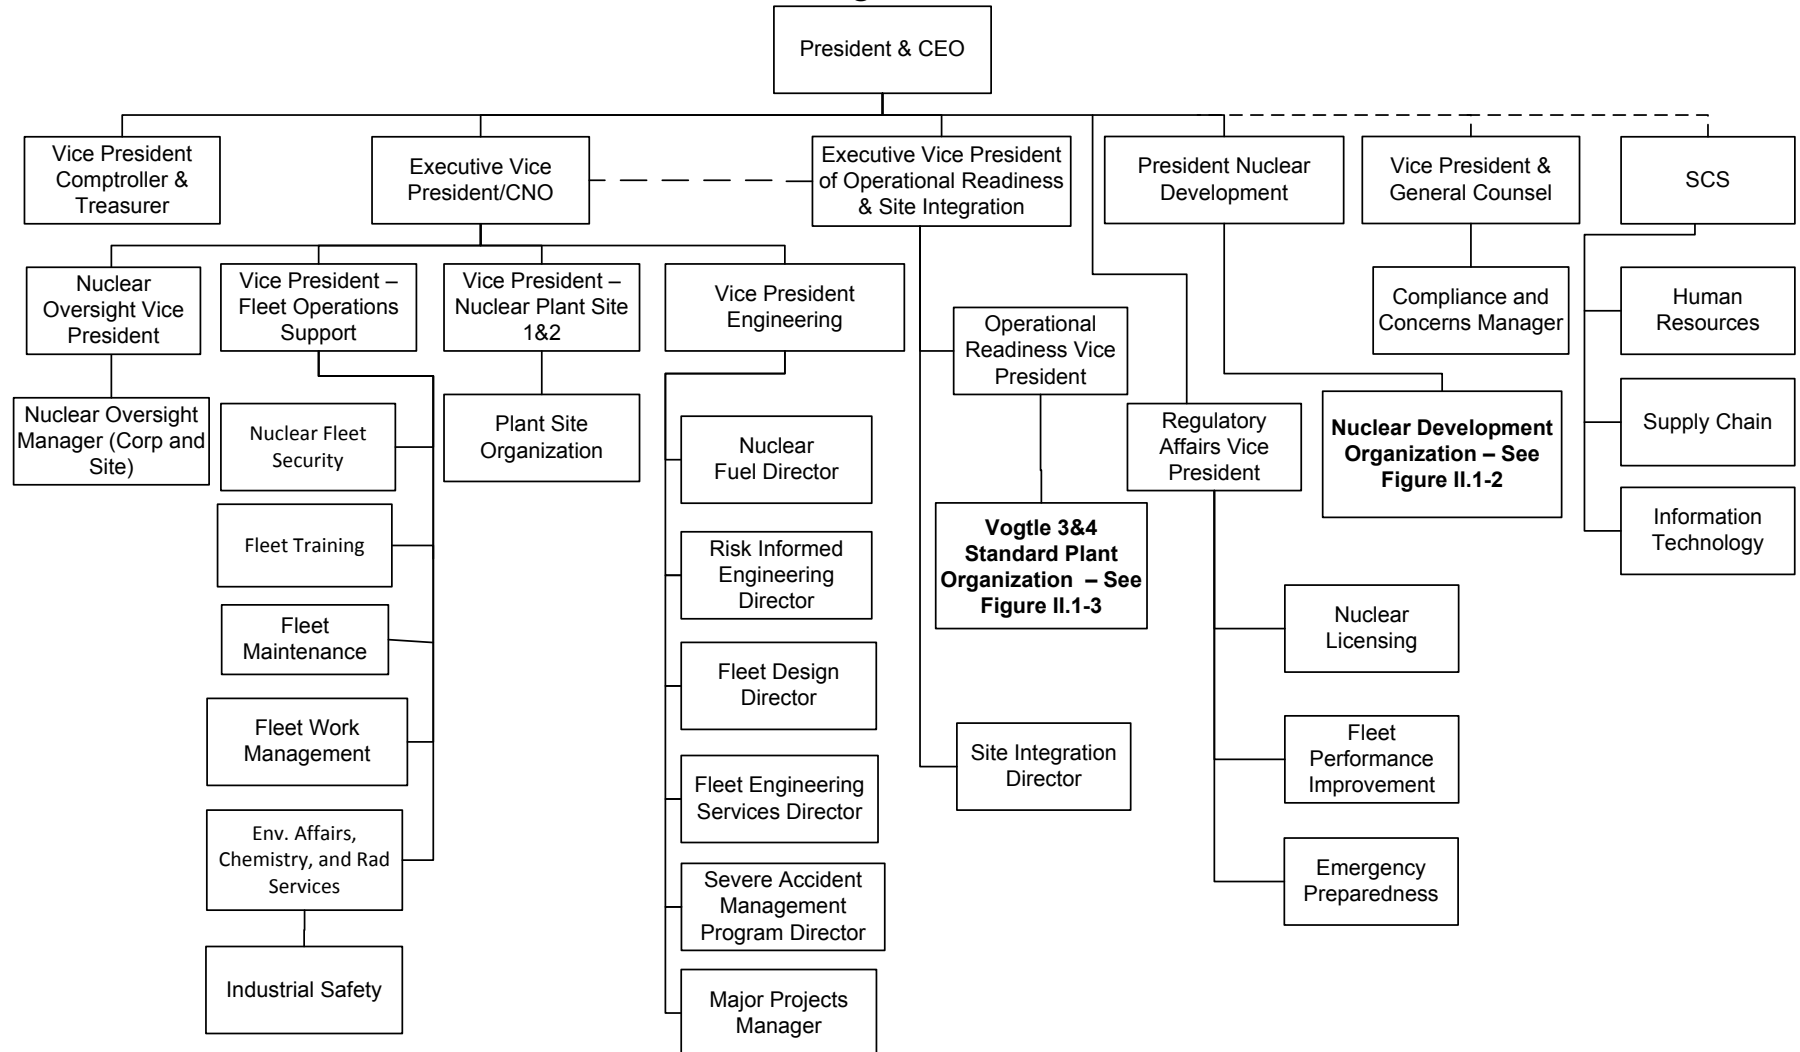 President & CEO
Vice President
Comptroller &
Treasurer
Executive Vice
President/CNO
Executive Vice President
of Operational Readiness
& Site Integration
President Nuclear
Development
Vice President &
General Counsel
SCS
Nuclear
Oversight Vice
President
Vice President –
Fleet Operations
Support
Vice President –
Nuclear Plant Site
1&2
Vice President
Engineering
Operational
Readiness Vice
President
Compliance and
Concerns Manager
Human
Resources
Nuclear Oversight
Manager (Corp and
Site)
Nuclear Fleet
Security
Plant Site
Organization
Nuclear
Fuel Director
Regulatory
Affairs Vice
President
Nuclear Development
Organization – See
Figure II.1-2
Supply Chain
Fleet Training
Risk Informed
Engineering
Director
Vogtle 3&4
Standard Plant
Organization – See
Figure II.1-3
Information
Technology
Fleet
Maintenance
Fleet Design
Director
Nuclear
Licensing
Fleet Work
Management
Fleet Engineering
Services Director
Site Integration
Director
Fleet
Performance
Improvement
Env. Affairs,
Chemistry, and Rad
Services
Severe Accident
Management
Program Director
Emergency
Preparedness
Industrial Safety
Major Projects
Manager